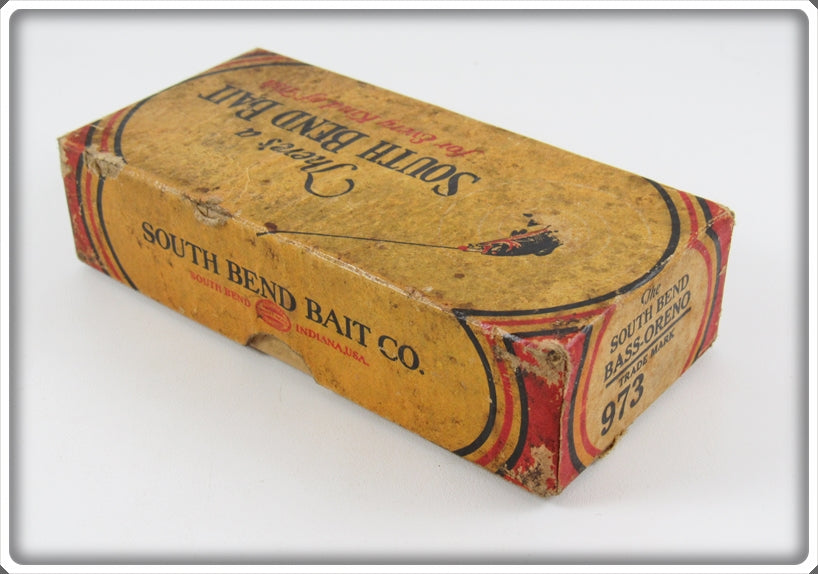 There's a
SOUTH BEND BAIT
for Every Kind of Fish
SOUTH BEND BAIT CO.
SOUTH BEND INDIANA, U.S.A.
The
SOUTH BEND
BASS-ORENO
TRADE MARK
973